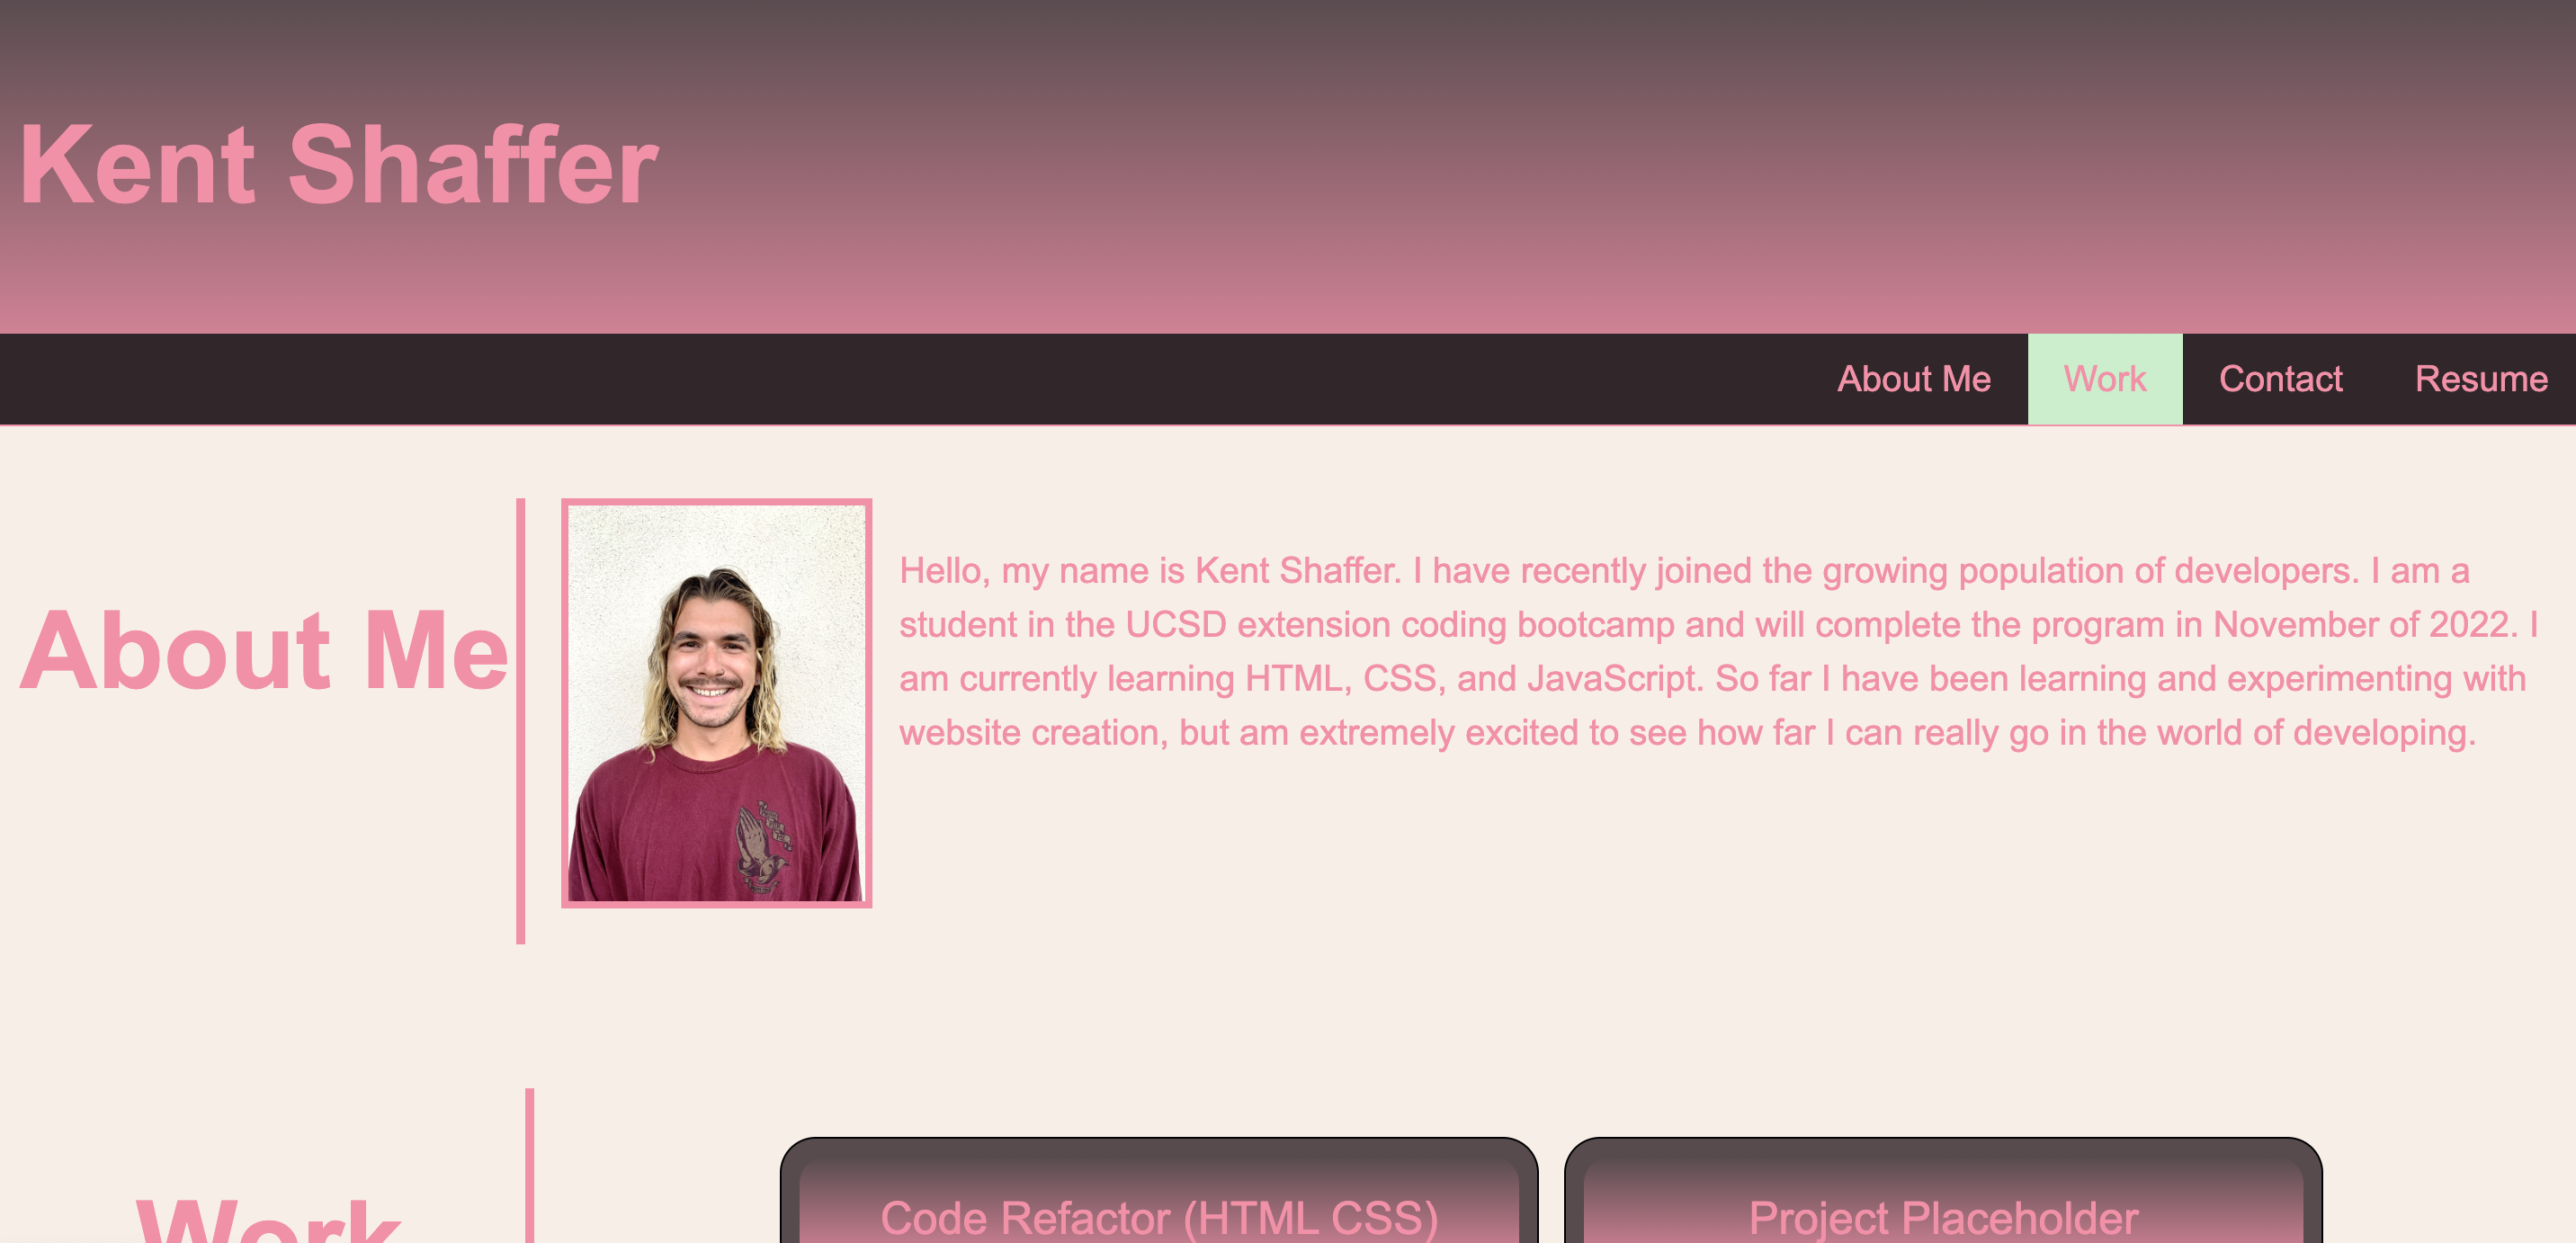 Kent Shaffer
About Me
Work
Contact
Resume
About Me
Hello, my name is Kent Shaffer. I have recently joined the growing population of developers. I am a
student in the UCSD extension coding bootcamp and will complete the program in November of 2022. I
am currently learning HTML, CSS, and JavaScript. So far I have been learning and experimenting with
website creation, but am extremely excited to see how far I can really go in the world of developing.
Work
Code Refactor (HTML CSS)
Project Placeholder